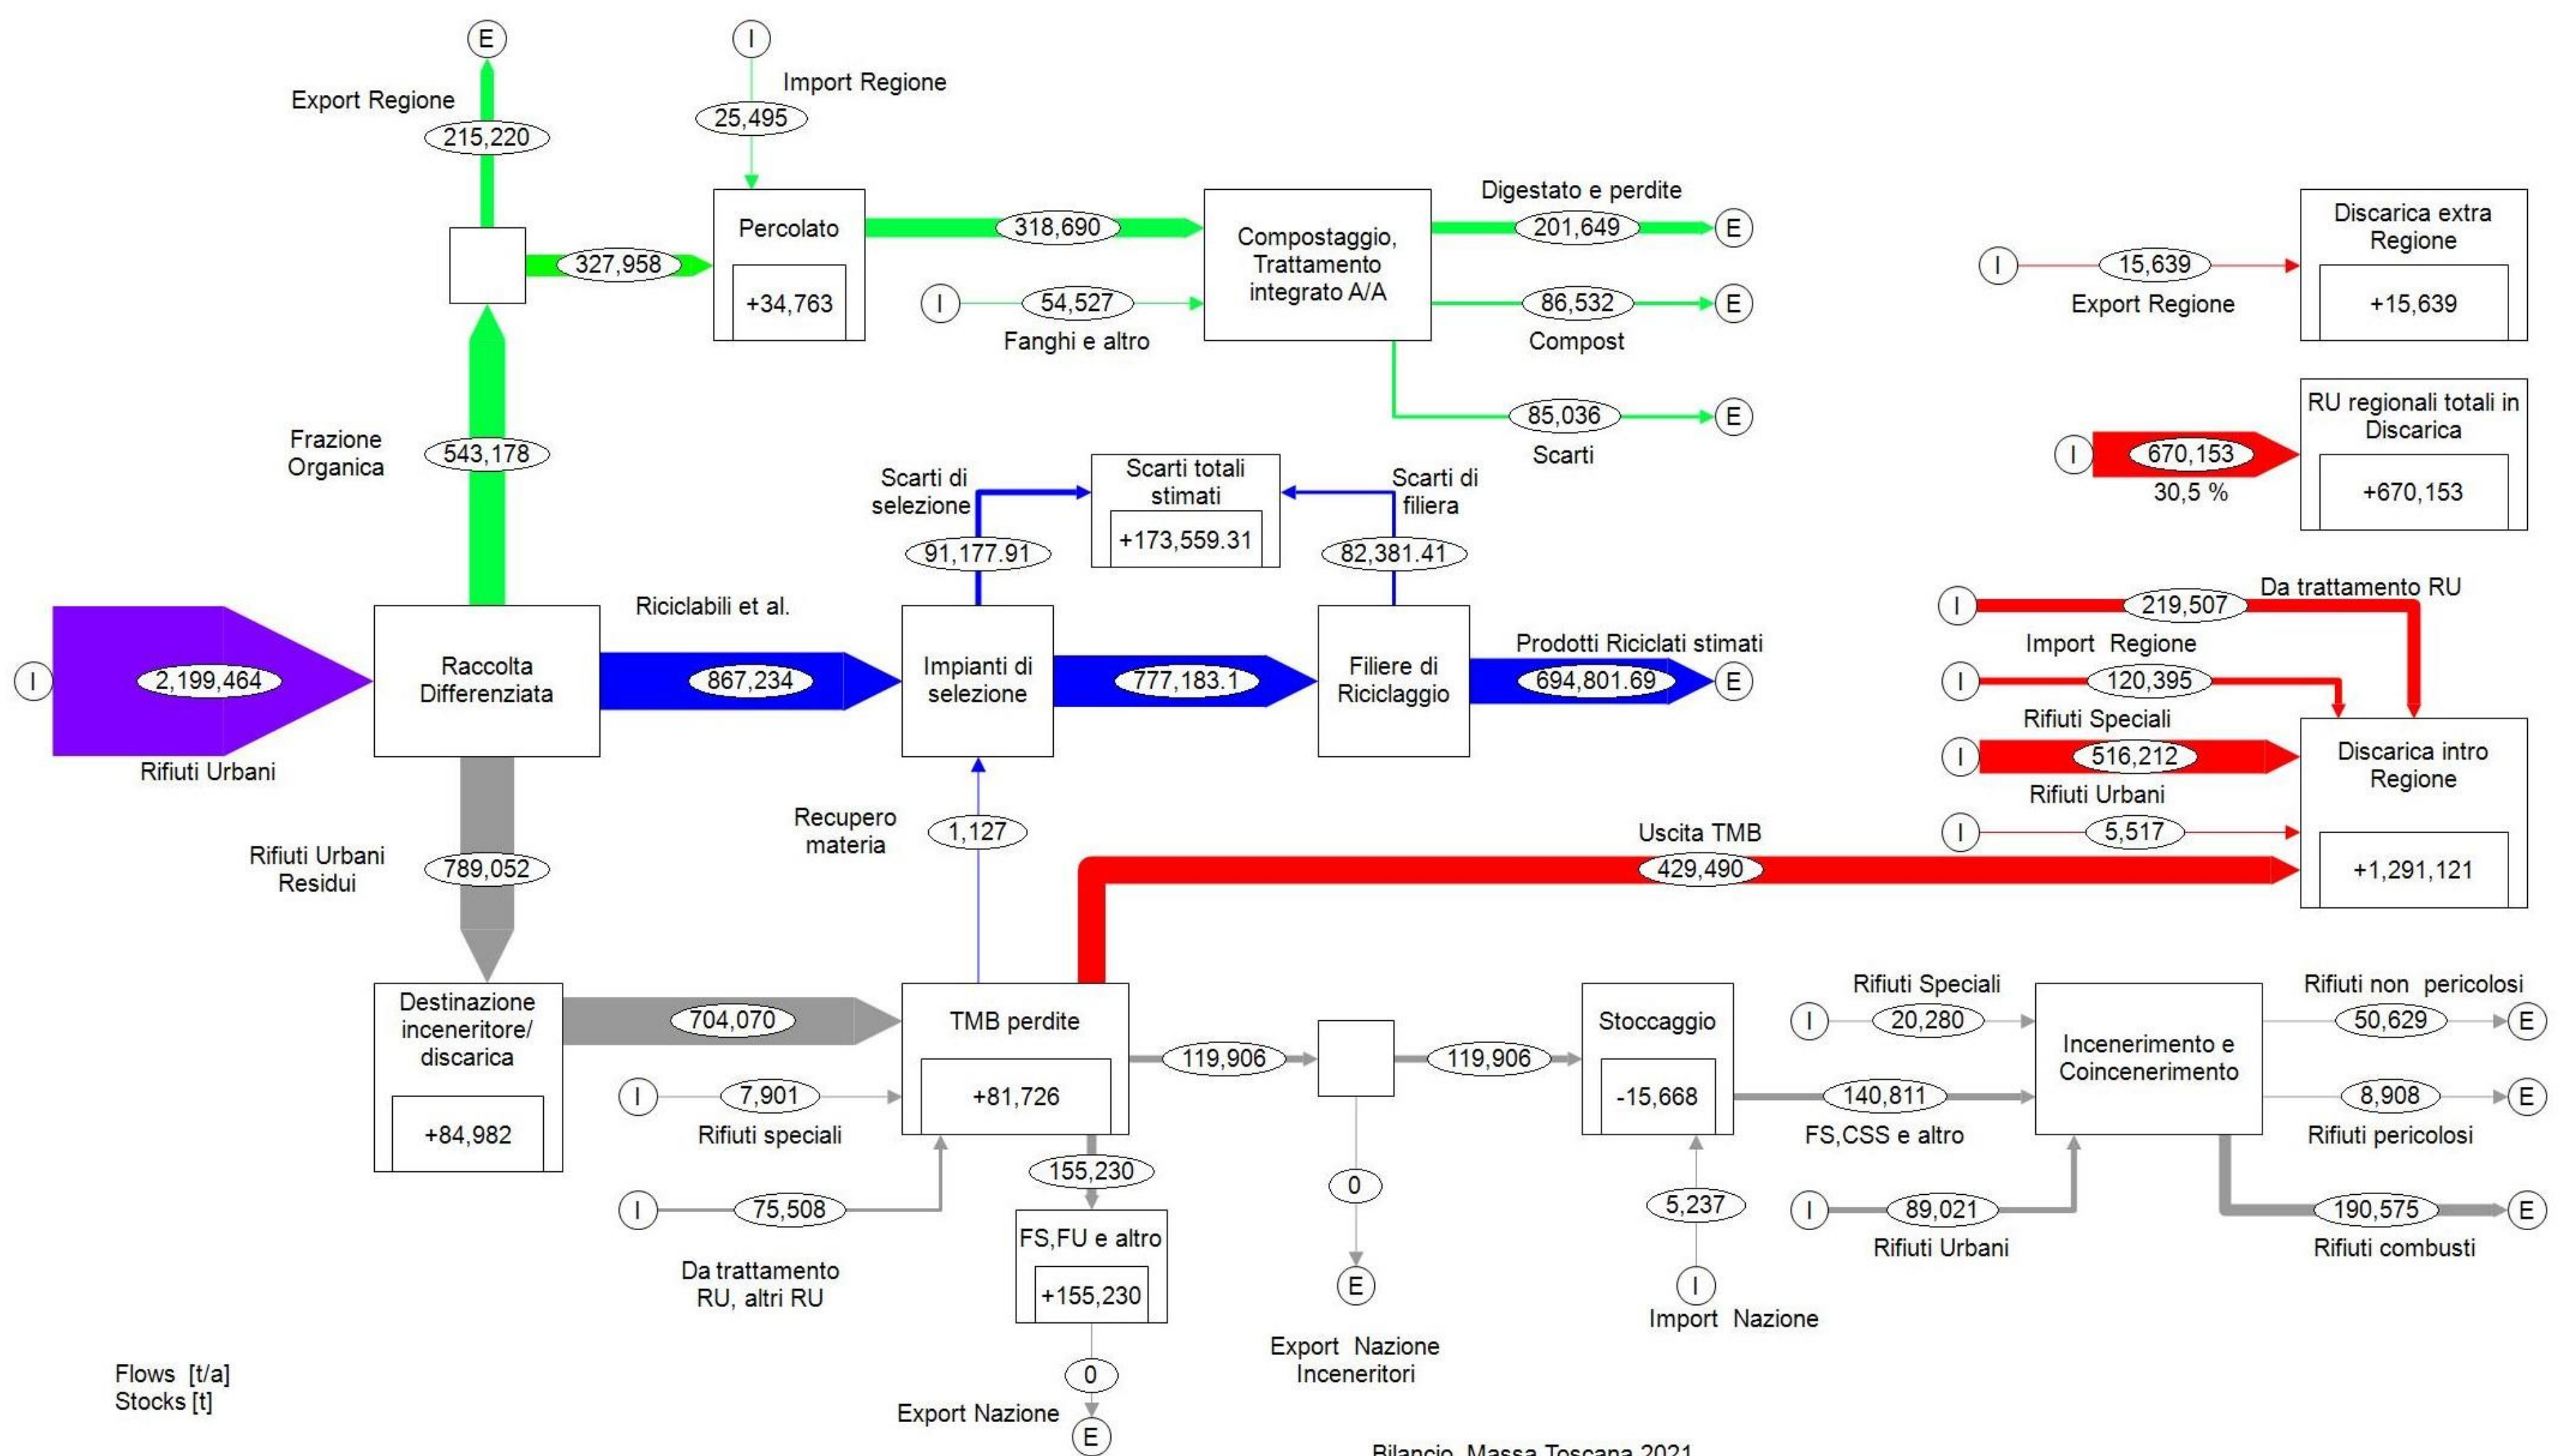 E
I
Export Regione
Import Regione
215,220
25,495
327,958
Percolato
+34,763
318,690
I
54,527
Fanghi e altro
Compostaggio,
Trattamento
integrato A/A
Digestato e perdite
201,649
E
86,532
E
Compost
85,036
E
Scarti
I
15,639
Export Regione
Discarica extra
Regione
+15,639
I
670,153
30,5 %
RU regionali totali in
Discarica
+670,153
Frazione
Organica
543,178
Scarti di
selezione
91,177.91
Scarti totali
stimati
+173,559.31
Scarti di
filiera
82,381.41
I
2,199,464
Rifiuti Urbani
Raccolta
Differenziata
Riciclabili et al.
867,234
Impianti di
selezione
777,183.1
Filiere di
Riciclaggio
Prodotti Riciclati stimati
694,801.69
E
I
219,507
Da trattamento RU
Import Regione
I
120,395
Rifiuti Speciali
I
516,212
Rifiuti Urbani
I
5,517
Discarica intro
Regione
+1,291,121
Rifiuti Urbani
Residui
789,052
Recupero
materia
1,127
Uscita TMB
429,490
Destinazione
inceneritore/
discarica
+84,982
704,070
I
7,901
Rifiuti speciali
I
75,508
Da trattamento
RU, altri RU
TMB perdite
+81,726
155,230
FS,FU e altro
+155,230
0
Export Nazione
E
119,906
0
E
Export Nazione
Inceneritori
119,906
Stoccaggio
-15,668
5,237
I
Import Nazione
Rifiuti Speciali
I
20,280
140,811
FS,CSS e altro
I
89,021
Rifiuti Urbani
Incenerimento e
Coincenerimento
Rifiuti non pericolosi
50,629
E
8,908
E
Rifiuti pericolosi
190,575
E
Rifiuti combusti
Flows [t/a]
Stocks [t]
Bilancio Massa Toscana 2021